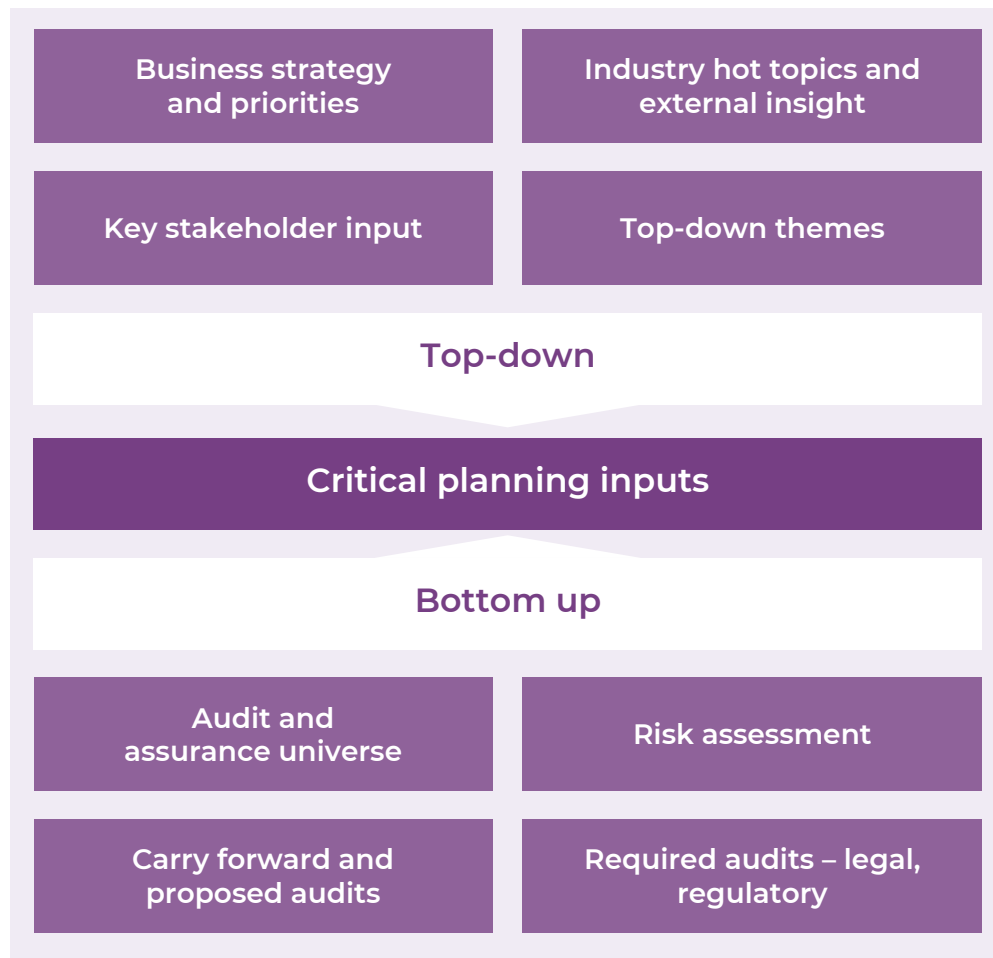 Business strategy
and priorities
Industry hot topics and
external insight
Key stakeholder input
Top-down themes
Top-down
Critical planning inputs
Bottom up
Audit and
assurance universe
Risk assessment
Carry forward and
proposed audits
Required audits – legal,
regulatory